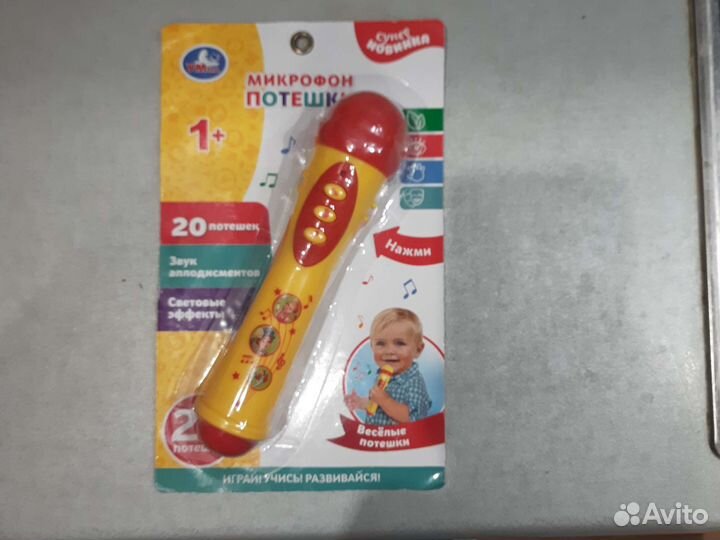 Супер
НОВИНКА
МИКРОФОН
ПОТЕШКИ
1+
20 потешек
Звук
аплодисментов
Световые
эффекты
Нажми
Весёлые
потешки
ИГРАЙ! УЧИСЬ! РАЗВИВАЙСЯ!
Avito